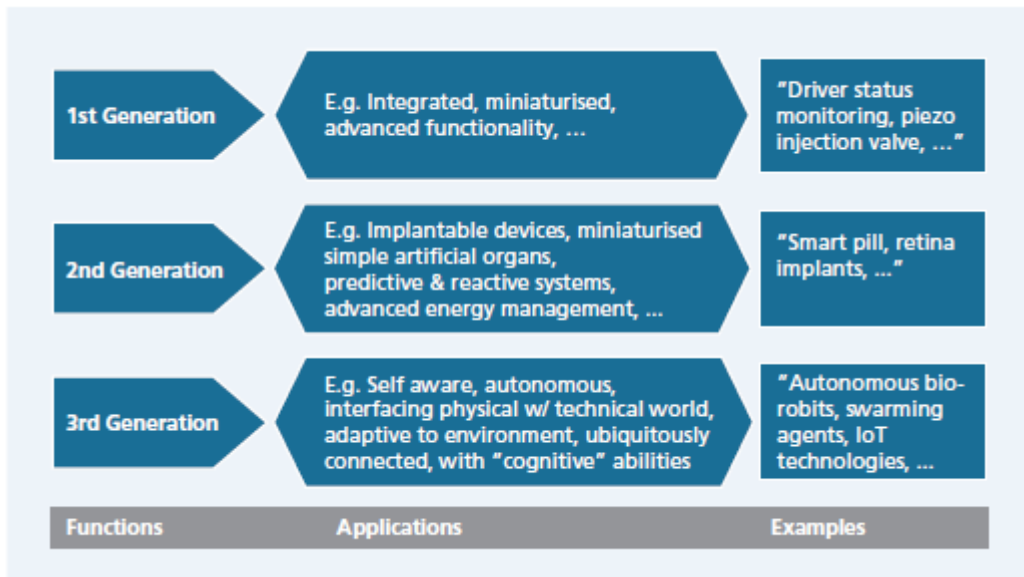 1st Generation
E.g. Integrated, miniaturised,
advanced functionality, ...
"Driver status
monitoring, piezo
injection valve, ..."
2nd Generation
E.g. Implantable devices, miniaturised
simple artificial organs,
predictive & reactive systems,
advanced energy management, ...
"Smart pill, retina
implants, ..."
3rd Generation
E.g. Self aware, autonomous,
interfacing physical w/ technical world,
adaptive to environment, ubiquitously
connected, with "cognitive" abilities
"Autonomous bio-
robits, swarming
agents, IoT
technologies, ...
Functions
Applications
Examples